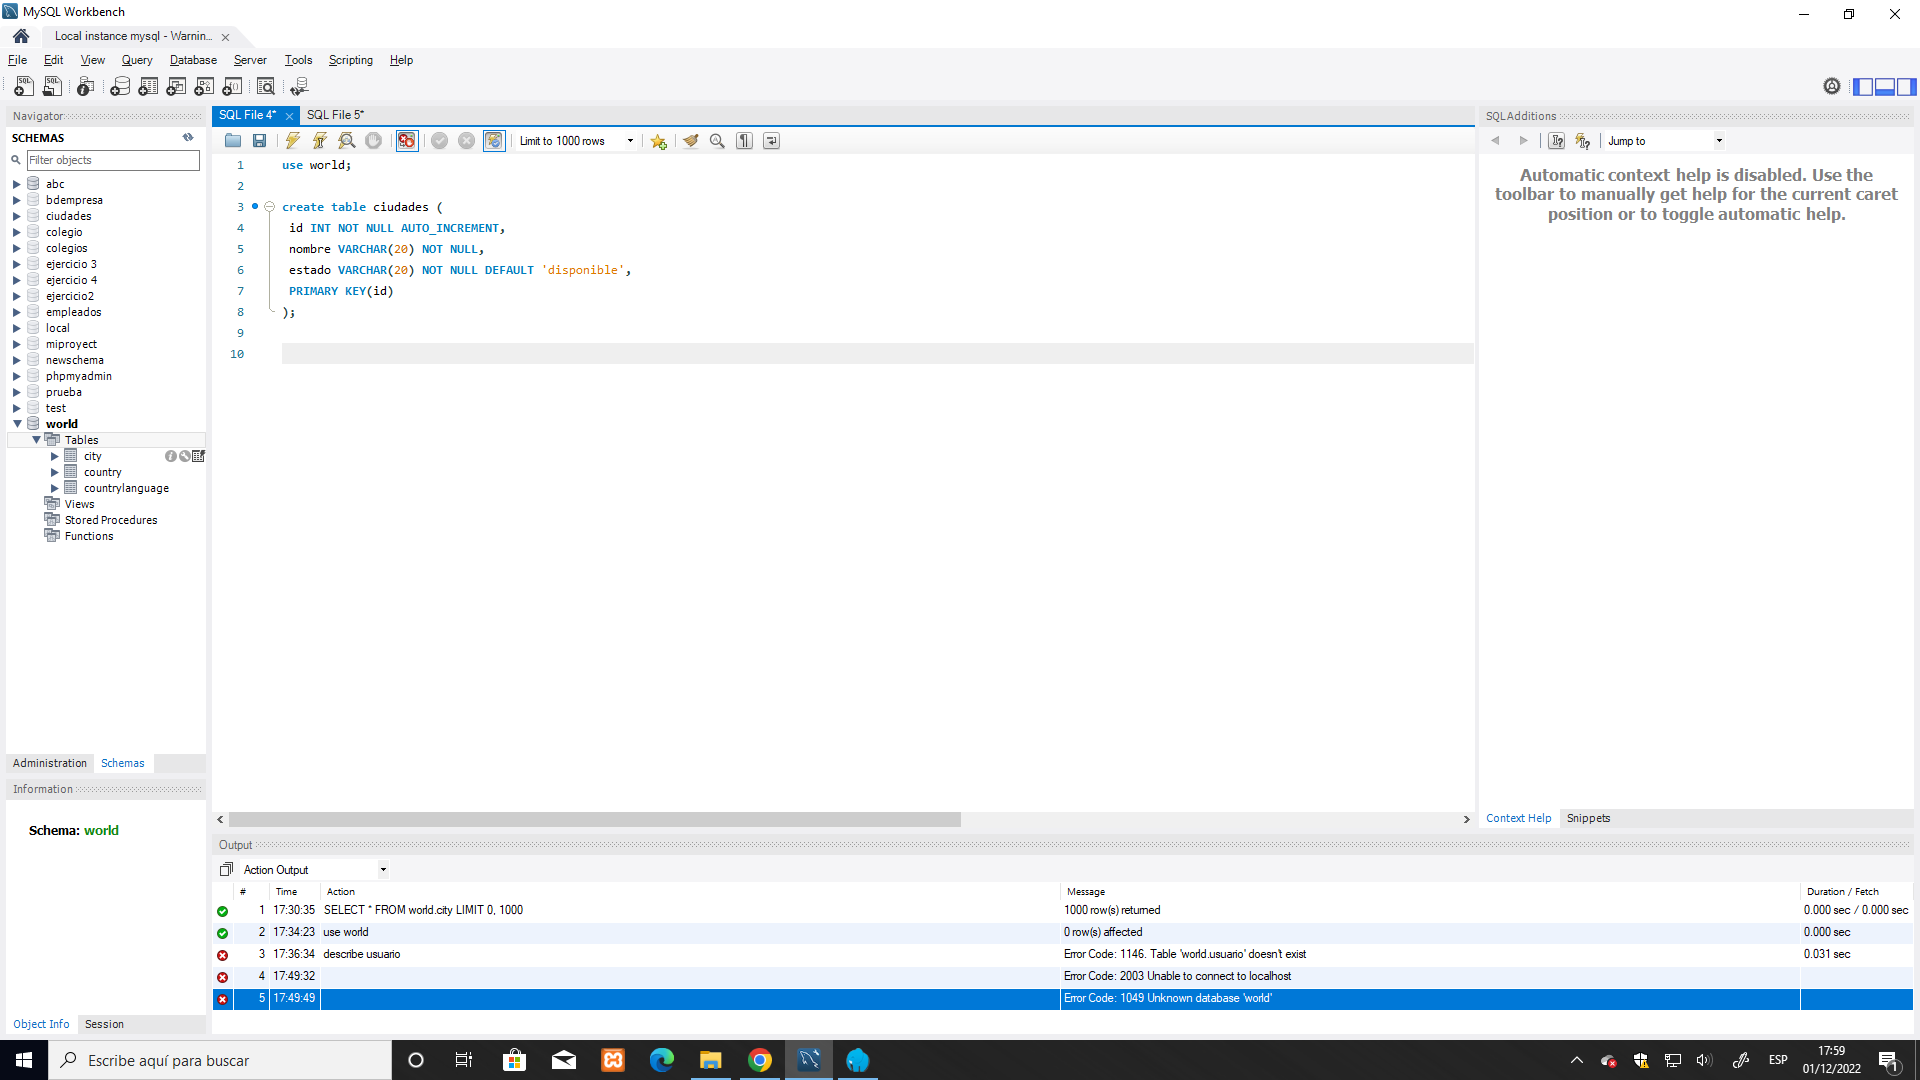 MySQL Workbench
Local instance mysql - Warnin...
File Edit View Query Database Server Tools Scripting Help
Navigator
SCHEMAS
Filter objects
abc
bdempresa
ciudades
colegio
colegios
ejercicio 3
ejercicio 4
ejercicio2
empleados
local
miproyect
newschema
phpmyadmin
prueba
test
world
Tables
city
country
countrylanguage
Views
Stored Procedures
Functions
Administration Schemas
Information
Schema: world
Object Info Session
SQL File 4* SQL File 5*
Limit to 1000 rows
1 use world;
2
3 create table ciudades (
4 id INT NOT NULL AUTO_INCREMENT,
5 nombre VARCHAR(20) NOT NULL,
6 estado VARCHAR(20) NOT NULL DEFAULT 'disponible',
7 PRIMARY KEY(id)
8 );
9
10
SQLAdditions
Jump to
Automatic context help is disabled. Use the
toolbar to manually get help for the current caret
position or to toggle automatic help.
Context Help Snippets
Output
Action Output
# Time Action Message Duration / Fetch
1 17:30:35 SELECT * FROM world.city LIMIT 0, 1000 1000 row(s) returned 0.000 sec / 0.000 sec
2 17:34:23 use world 0 row(s) affected 0.000 sec
3 17:36:34 describe usuario Error Code: 1146. Table 'world.usuario' doesn't exist 0.031 sec
4 17:49:32 Error Code: 2003 Unable to connect to localhost
5 17:49:49 Error Code: 1049 Unknown database 'world'
Escribe aquí para buscar
ESP
17:59
01/12/2022
1